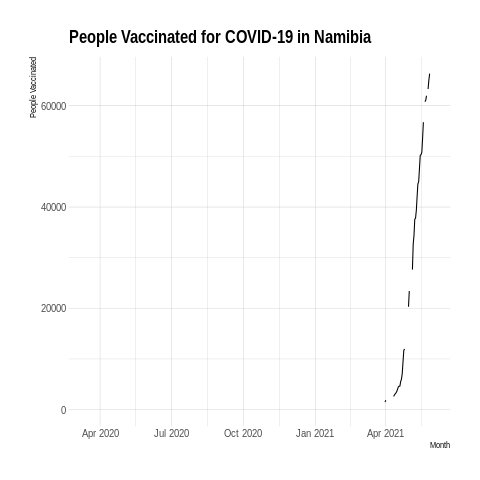 People Vaccinated for COVID-19 in Namibia
People Vaccinated
60000
40000
20000
0
Apr 2020 Jul 2020 Oct 2020 Jan 2021 Apr 2021
Month